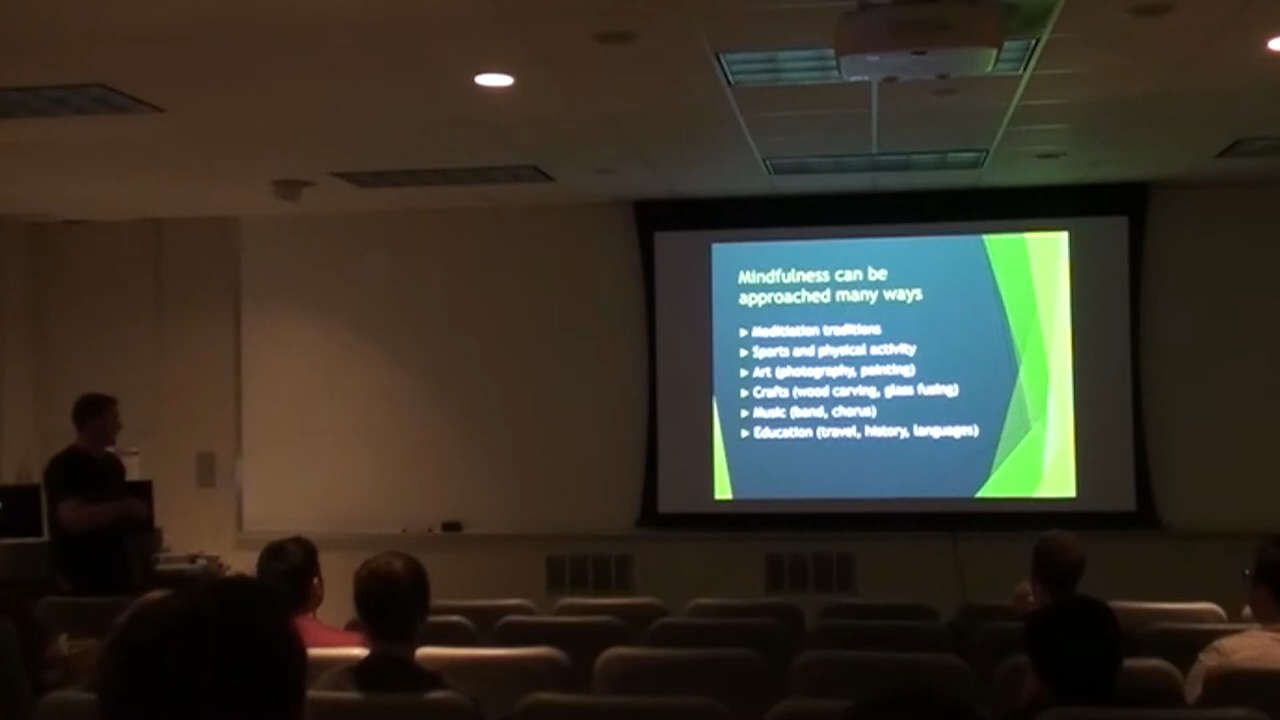 Mindfulness can be
approached many ways
Meditiation traditions
Sports and physical activity
Art (photography, painting)
Crafts (wood carving, glass fusing)
Music (band, chorus)
Education (travel, history, languages)